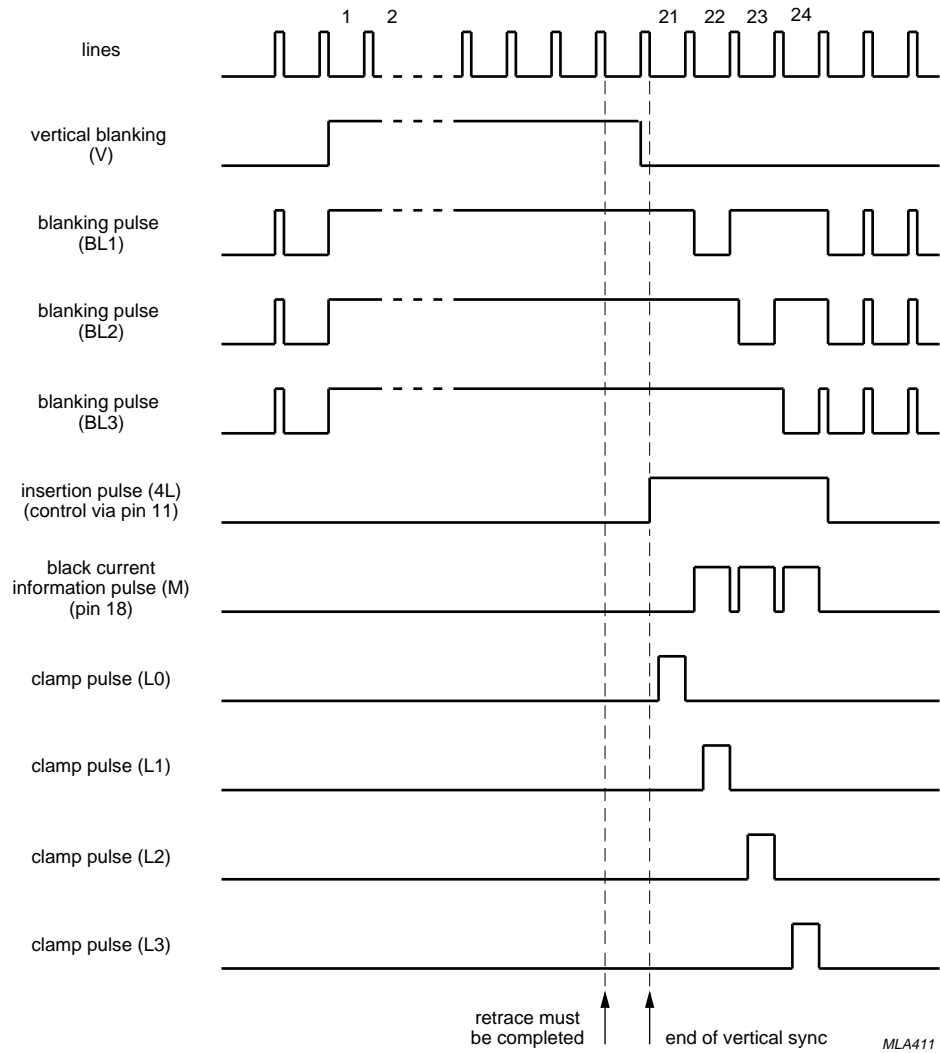 1 2 21 22 23 24
lines
vertical blanking
(V)
blanking pulse
(BL1)
blanking pulse
(BL2)
blanking pulse
(BL3)
insertion pulse (4L)
(control via pin 11)
black current
information pulse (M)
(pin 18)
clamp pulse (L0)
clamp pulse (L1)
clamp pulse (L2)
clamp pulse (L3)
retrace must
be completed
end of vertical sync
MLA411